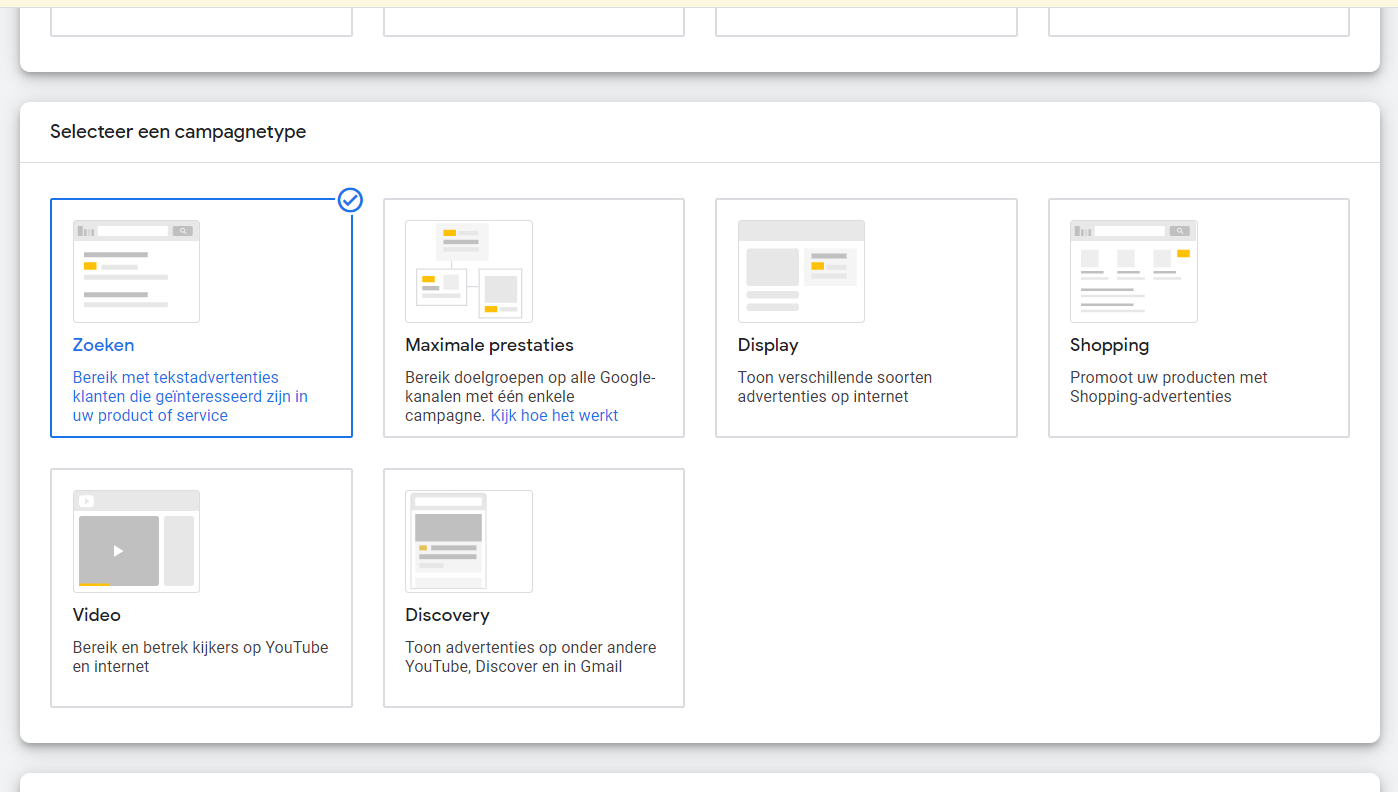 Selecteer een campagnetype
Zoeken
Bereik met tekstadvertenties
klanten die geïnteresseerd zijn in
uw product of service
Maximale prestaties
Bereik doelgroepen op alle Google-
kanalen met één enkele
campagne. Kijk hoe het werkt
Display
Toon verschillende soorten
advertenties op internet
Shopping
Promoot uw producten met
Shopping-advertenties
Video
Bereik en betrek kijkers op YouTube
en internet
Discovery
Toon advertenties op onder andere
YouTube, Discover en in Gmail